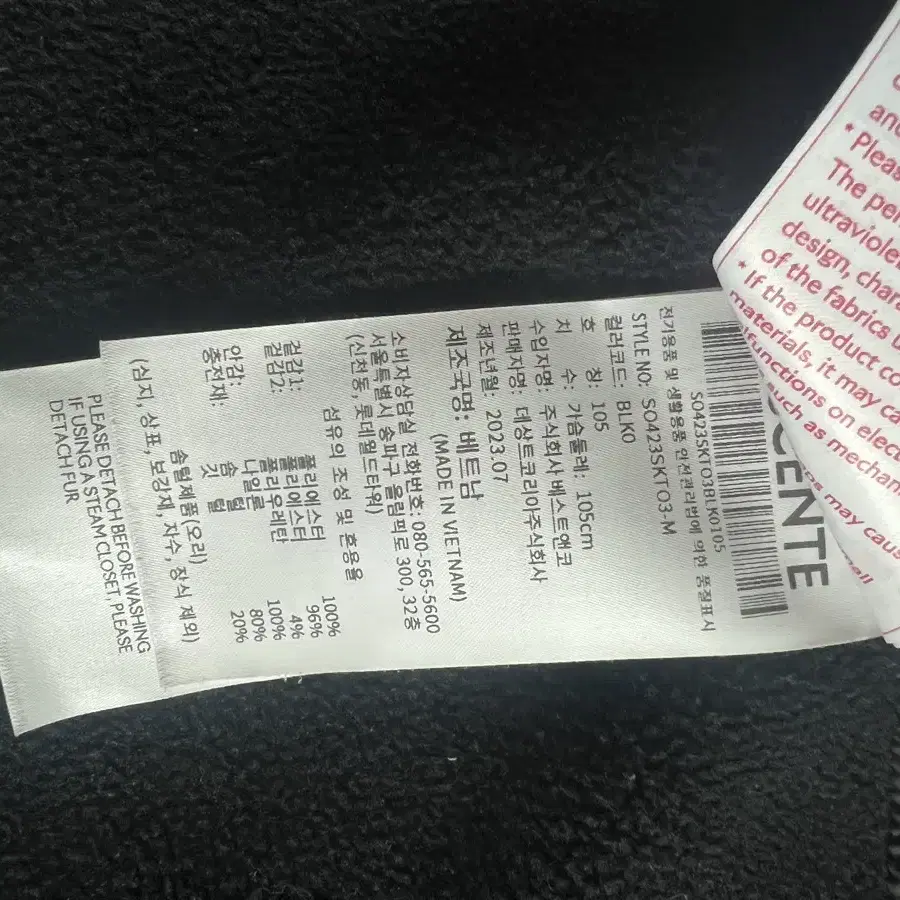 CENTE
SO423SKTO3BLK0105
전기용품 및 생활용품 안전관리법에 의한 품질표시
STYLE NO: SO423SKTO3-M
컬러코드: BLK0
호 칭: 105
치 수: 가슴둘레: 105cm
수입자명: 주식회사 베스트앤코
판매자명: 데상트코리아주식회사
제조년월: 2023.07
제조국명: 베트남
(MADE IN VIETNAM)
소비자상담실 전화번호: 080-565-5600
서울특별시 송파구 올림픽로 300, 32층
(신천동, 롯데월드타워)
섬유의 조성 및 혼용율
겉감1: 폴리에스터 100%
겉감2: 폴리에스터 96%
폴리우레탄 4%
안감: 나일론 100%
충전재: 솜털 80%
깃털 20%
솜털제품(오리)
(심지, 상표, 보강재, 자수, 장식 제외)
PLEASE DETACH BEFORE WASHING
IF USING A STEAM CLOSET PLEASE
DETACH FUR
and
* Pleas
The per
ultraviole
design, char
of the fabrics
* If the product co
materials, it may ca
functions on elect
such as mechan
may caus